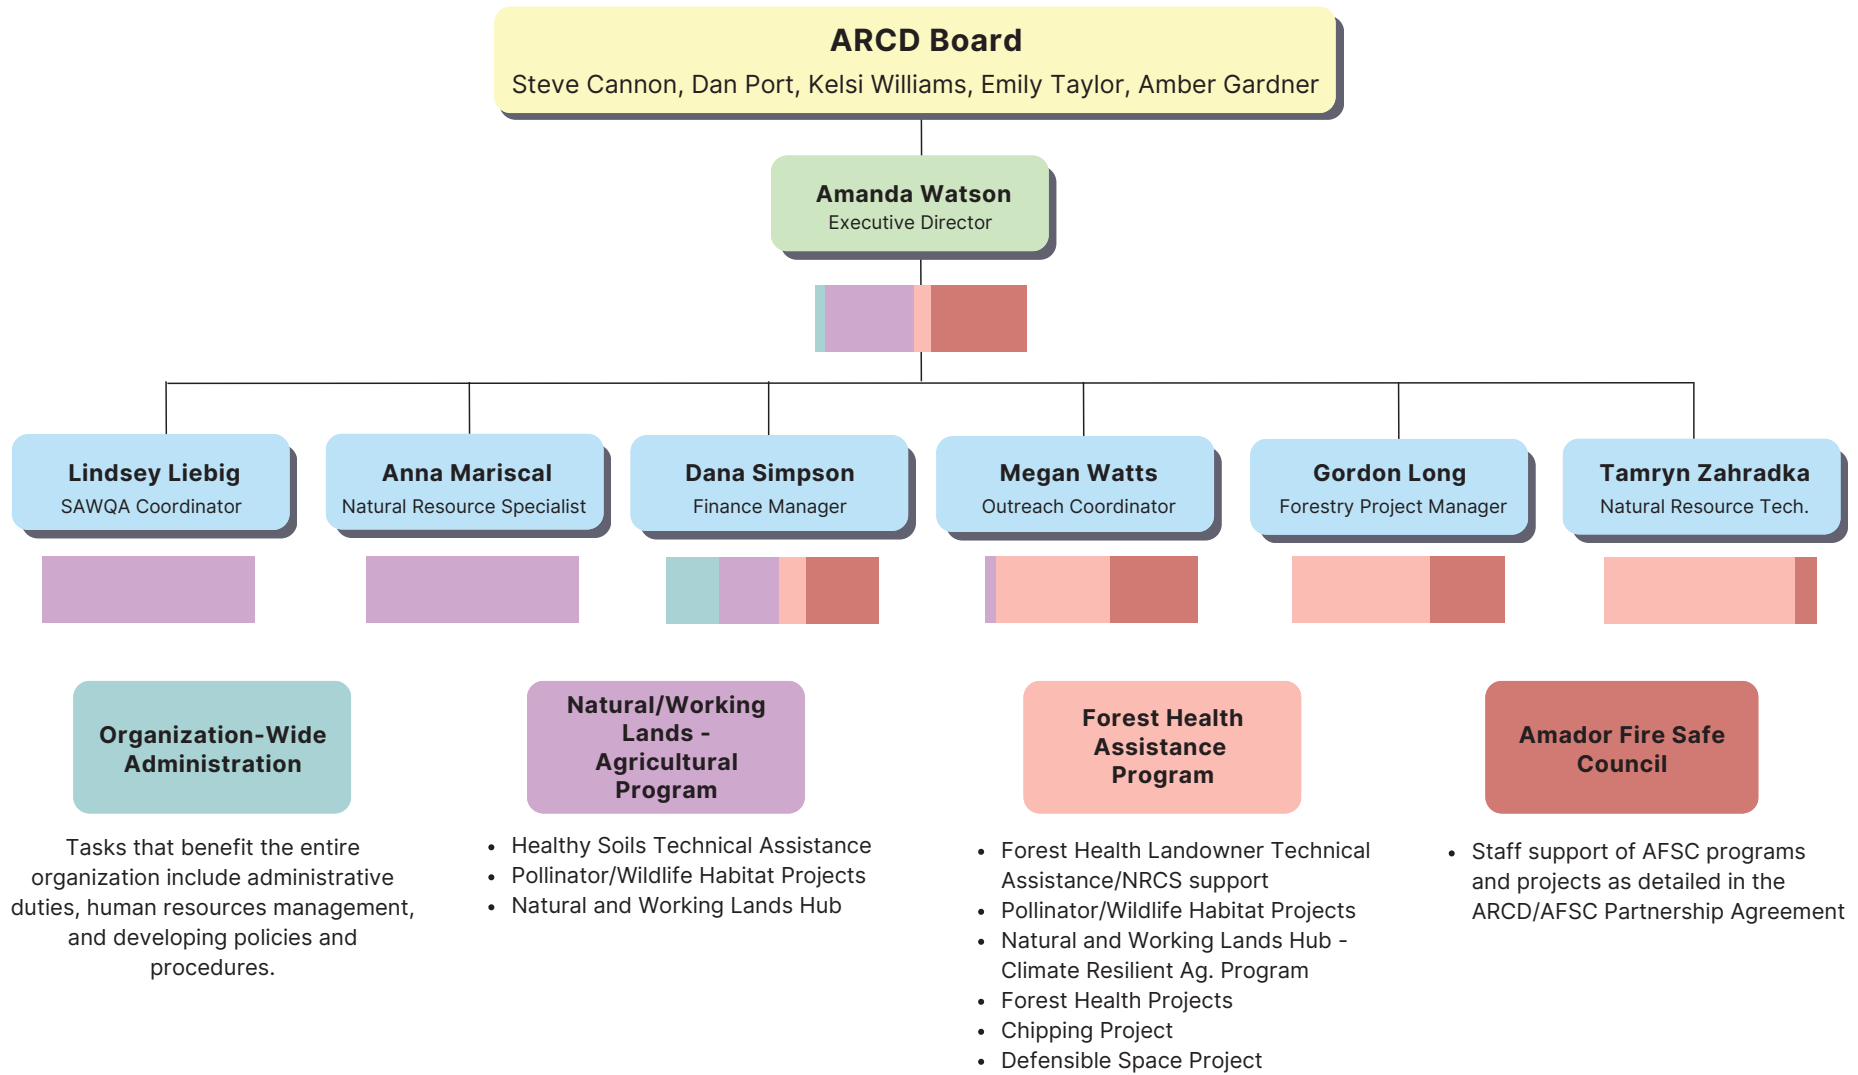 ARCD Board
Steve Cannon, Dan Port, Kelsi Williams, Emily Taylor, Amber Gardner
Amanda Watson
Executive Director
Lindsey Liebig
SAWQA Coordinator
Anna Mariscal
Natural Resource Specialist
Dana Simpson
Finance Manager
Megan Watts
Outreach Coordinator
Gordon Long
Forestry Project Manager
Tamryn Zahradka
Natural Resource Tech.
Organization-Wide
Administration
Tasks that benefit the entire
organization include administrative
duties, human resources management,
and developing policies and
procedures.
Natural/Working
Lands -
Agricultural
Program
• Healthy Soils Technical Assistance
• Pollinator/Wildlife Habitat Projects
• Natural and Working Lands Hub
Forest Health
Assistance
Program
• Forest Health Landowner Technical
Assistance/NRCS support
• Pollinator/Wildlife Habitat Projects
• Natural and Working Lands Hub -
Climate Resilient Ag. Program
• Forest Health Projects
• Chipping Project
• Defensible Space Project
Amador Fire Safe
Council
• Staff support of AFSC programs
and projects as detailed in the
ARCD/AFSC Partnership Agreement